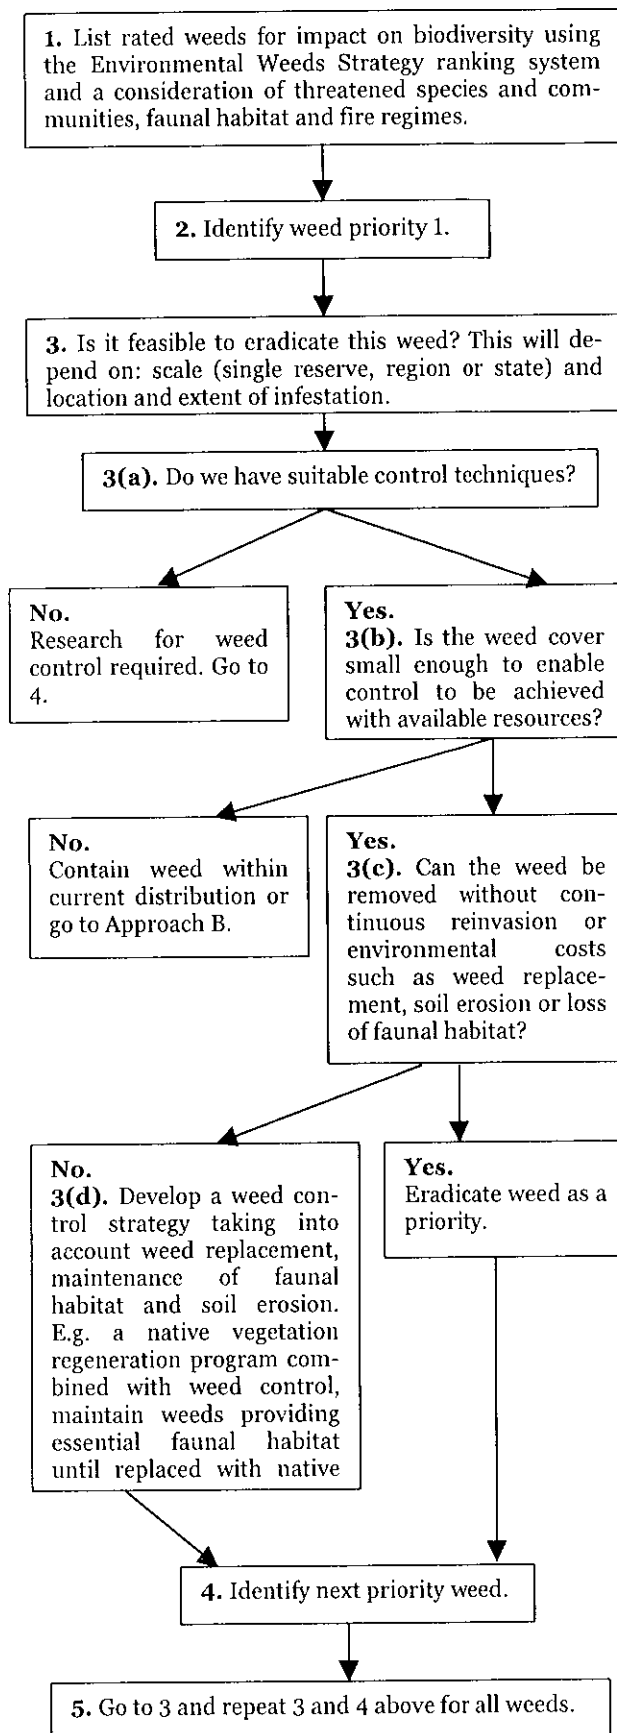 1. List rated weeds for impact on biodiversity using
the Environmental Weeds Strategy ranking system
and a consideration of threatened species and com-
munities, faunal habitat and fire regimes.
2. Identify weed priority 1.
3. Is it feasible to eradicate this weed? This will de-
pend on: scale (single reserve, region or state) and
location and extent of infestation.
3(a). Do we have suitable control techniques?
No.
Research for weed
control required. Go to
4.
Yes.
3(b). Is the weed cover
small enough to enable
control to be achieved
with available resources?
No.
Contain weed within
current distribution or
go to Approach B.
Yes.
3(c). Can the weed be
removed without con-
tinuous reinvasion or
environmental costs
such as weed replace-
ment, soil erosion or loss
of faunal habitat?
No.
3(d). Develop a weed con-
trol strategy taking into
account weed replacement,
maintenance of faunal
habitat and soil erosion.
E.g. a native vegetation
regeneration program com-
bined with weed control,
maintain weeds providing
essential faunal habitat
until replaced with native
Yes.
Eradicate weed as a
priority.
4. Identify next priority weed.
5. Go to 3 and repeat 3 and 4 above for all weeds.